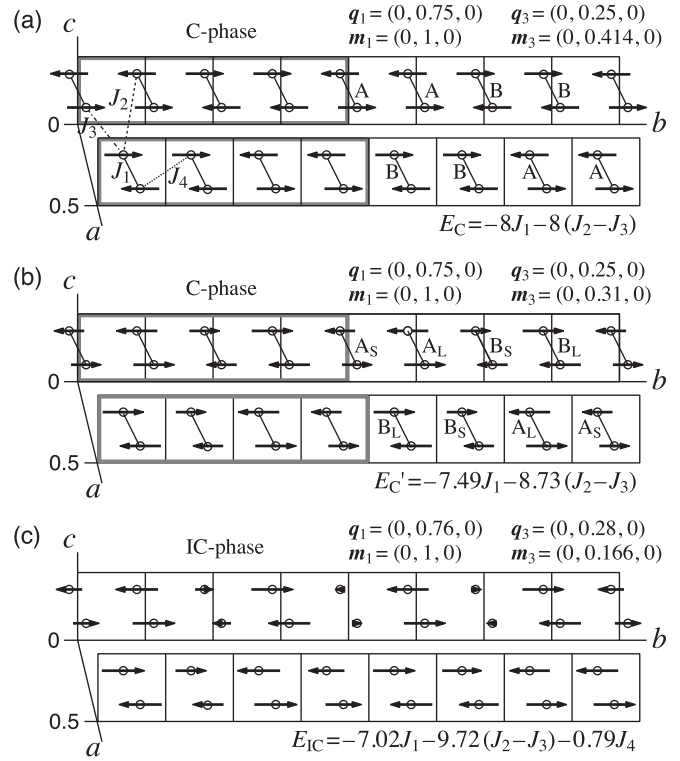 (a)
c
C-phase
q1=(0, 0.75, 0) q3=(0, 0.25, 0)
m1=(0, 1, 0) m3=(0, 0.414, 0)
A A B B
J2
J3
0 b
J1 J4
B B A A
0.5
a
EC=−8J1−8 (J2−J3)
(b)
c
C-phase
q1=(0, 0.75, 0) q3=(0, 0.25, 0)
m1=(0, 1, 0) m3=(0, 0.31, 0)
AS AL BS BL
0 b
BL BS AL AS
0.5
a
EC'=−7.49J1−8.73 (J2−J3)
(c)
c
IC-phase
q1=(0, 0.76, 0) q3=(0, 0.28, 0)
m1=(0, 1, 0) m3=(0, 0.166, 0)
0 b
0.5
a
EIC=−7.02J1−9.72 (J2−J3)−0.79J4